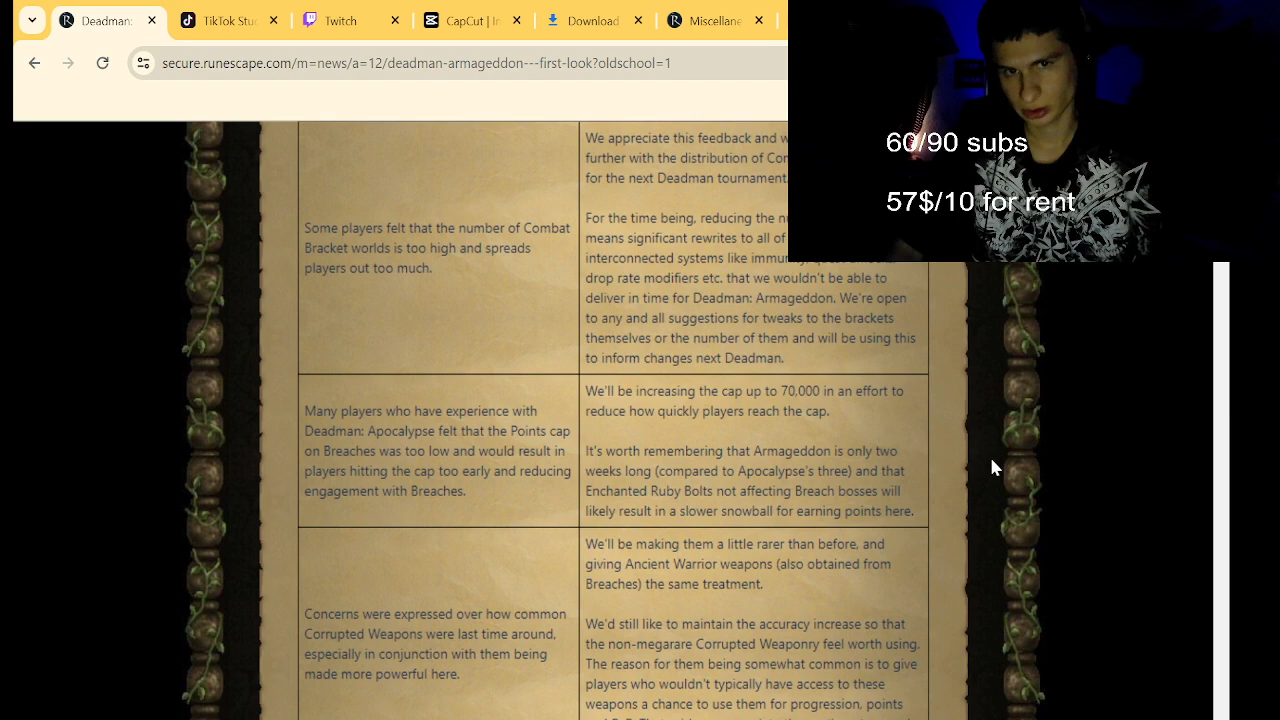 Deadman:
TikTok Stu
Twitch
CapCut | In
Download
Miscellane
secure.runescape.com/m=news/a=12/deadman-armageddon---first-look?oldschool=1
60/90 subs
57$/10 for rent
Some players felt that the number of Combat
Bracket worlds is too high and spreads
players out too much.
We appreciate this feedback and w
further with the distribution of Co
for the next Deadman tournament.
For the time being, reducing the nu
means significant rewrites to all of
interconnected systems like
drop rate modifiers etc. that we wouldn't be able to
deliver in time for Deadman: Armageddon. We're open
to any and all suggestions for tweaks to the brackets
themselves or the number of them and will be using this
to inform changes next Deadman.
Many players who have experience with
Deadman: Apocalypse felt that the Points cap
on Breaches was too low and would result in
players hitting the cap too early and reducing
engagement with Breaches.
We'll be increasing the cap up to 70,000 in an effort to
reduce how quickly players reach the cap.
It's worth remembering that Armageddon is only two
weeks long (compared to Apocalypse's three) and that
Enchanted Ruby Bolts not affecting Breach bosses will
likely result in a slower snowball for earning points here.
Concerns were expressed over how common
Corrupted Weapons were last time around,
especially in conjunction with them being
made more powerful here.
We'll be making them a little rarer than before, and
giving Ancient Warrior weapons (also obtained from
Breaches) the same treatment.
We'd still like to maintain the accuracy increase so that
the non-megarare Corrupted Weaponry feel worth using.
The reason for them being somewhat common is to give
players who wouldn't typically have access to these
weapons a chance to use them for progression, points